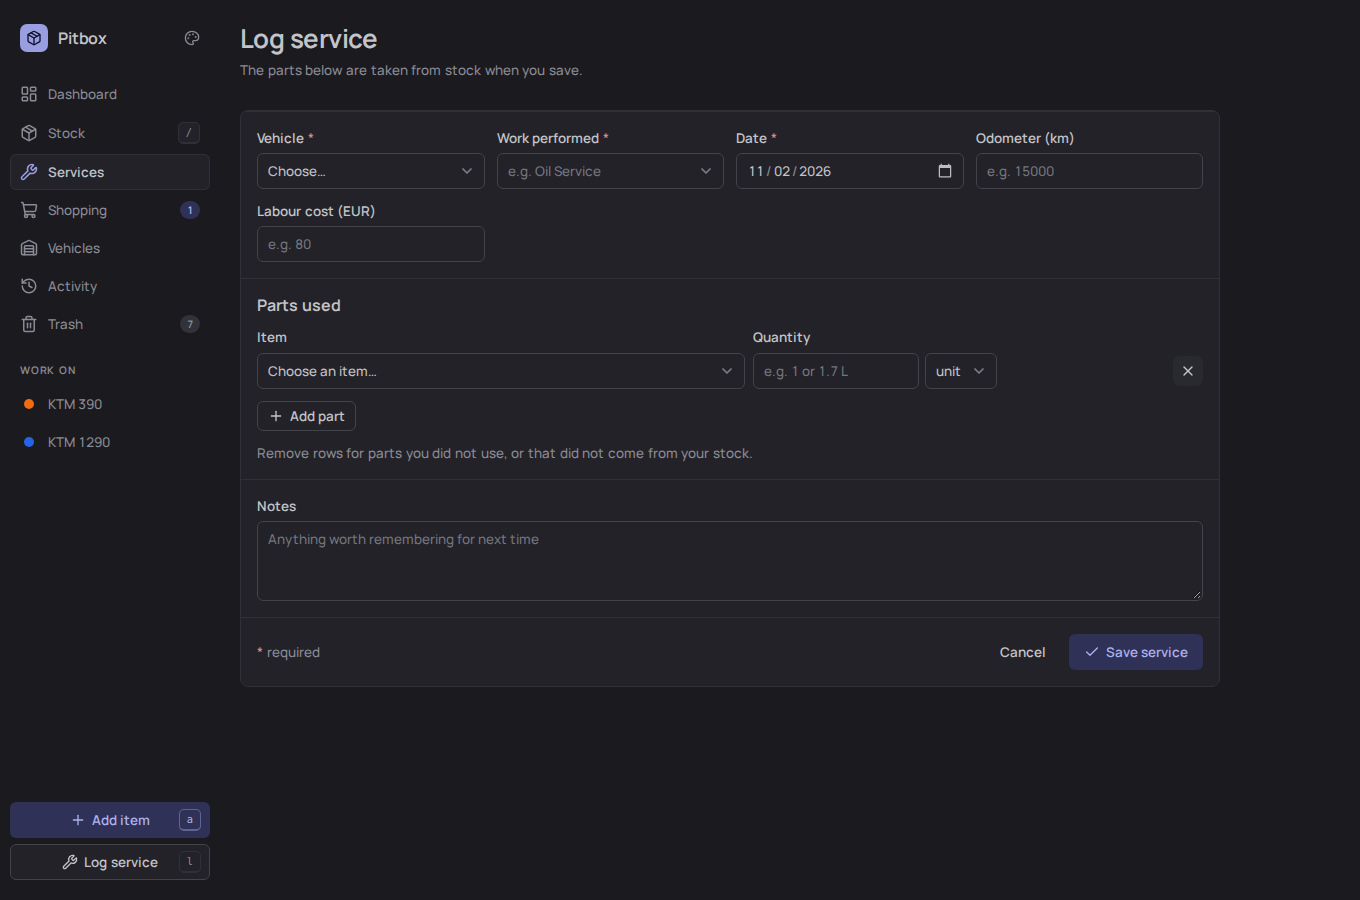 Pitbox
Dashboard
Stock /
Services
Shopping 1
Vehicles
Activity
Trash 7
WORK ON
KTM 390
KTM 1290
Add item a
Log service l
Log service
The parts below are taken from stock when you save.
Vehicle * Work performed * Date * Odometer (km)
Choose... e.g. Oil Service 11/02/2026 e.g. 15000
Labour cost (EUR)
e.g. 80
Parts used
Item Quantity
Choose an item... e.g. 1 or 1.7 L unit
Add part
Remove rows for parts you did not use, or that did not come from your stock.
Notes
Anything worth remembering for next time
* required Cancel Save service